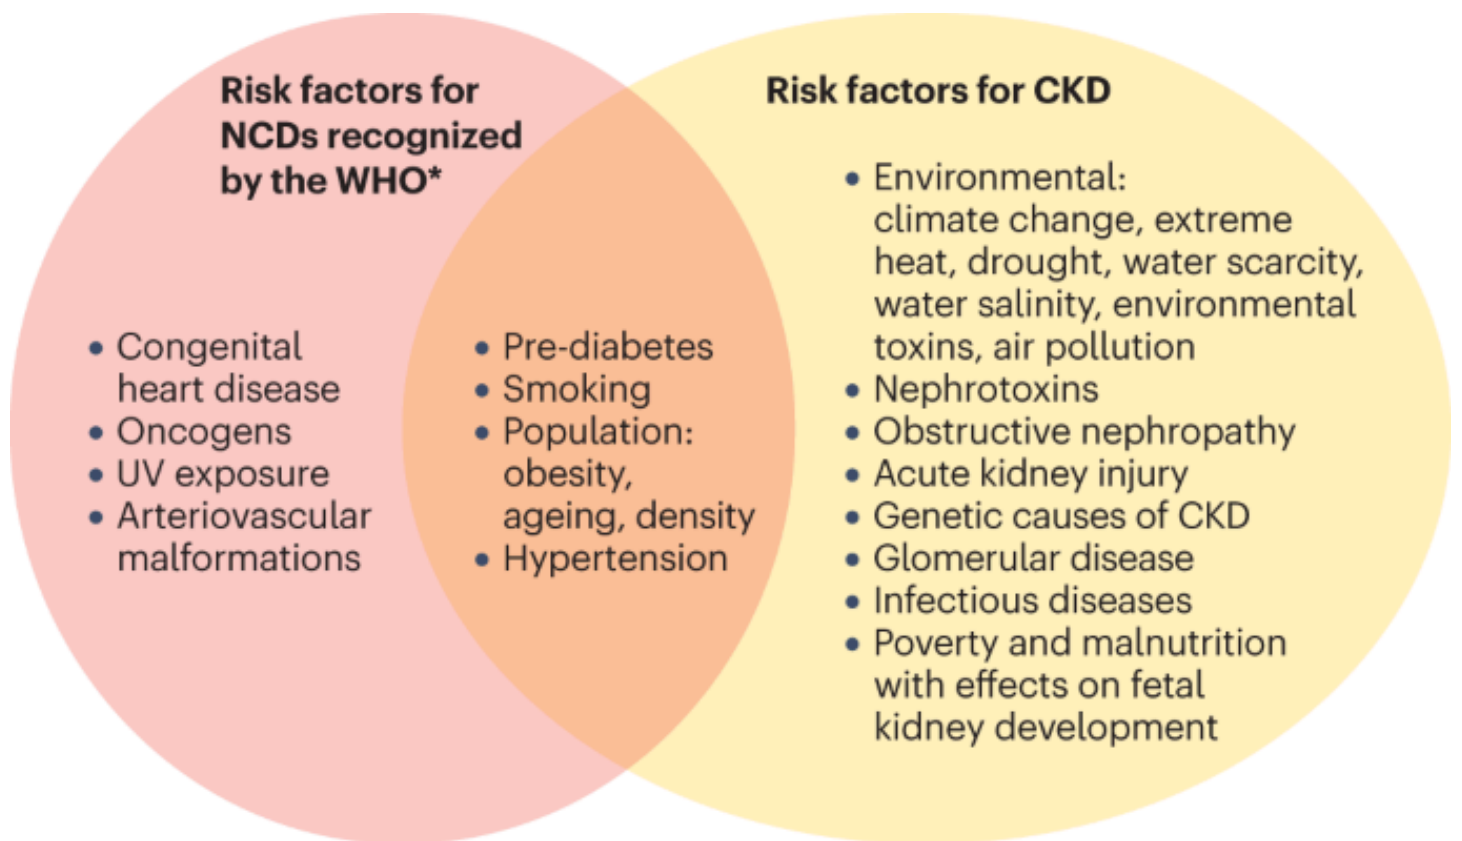 Risk factors for
NCDs recognized
by the WHO*
• Congenital
heart disease
• Oncogens
• UV exposure
• Arteriovascular
malformations
• Pre-diabetes
• Smoking
• Population:
obesity,
ageing, density
• Hypertension
Risk factors for CKD
• Environmental:
climate change, extreme
heat, drought, water scarcity,
water salinity, environmental
toxins, air pollution
• Nephrotoxins
• Obstructive nephropathy
• Acute kidney injury
• Genetic causes of CKD
• Glomerular disease
• Infectious diseases
• Poverty and malnutrition
with effects on fetal
kidney development